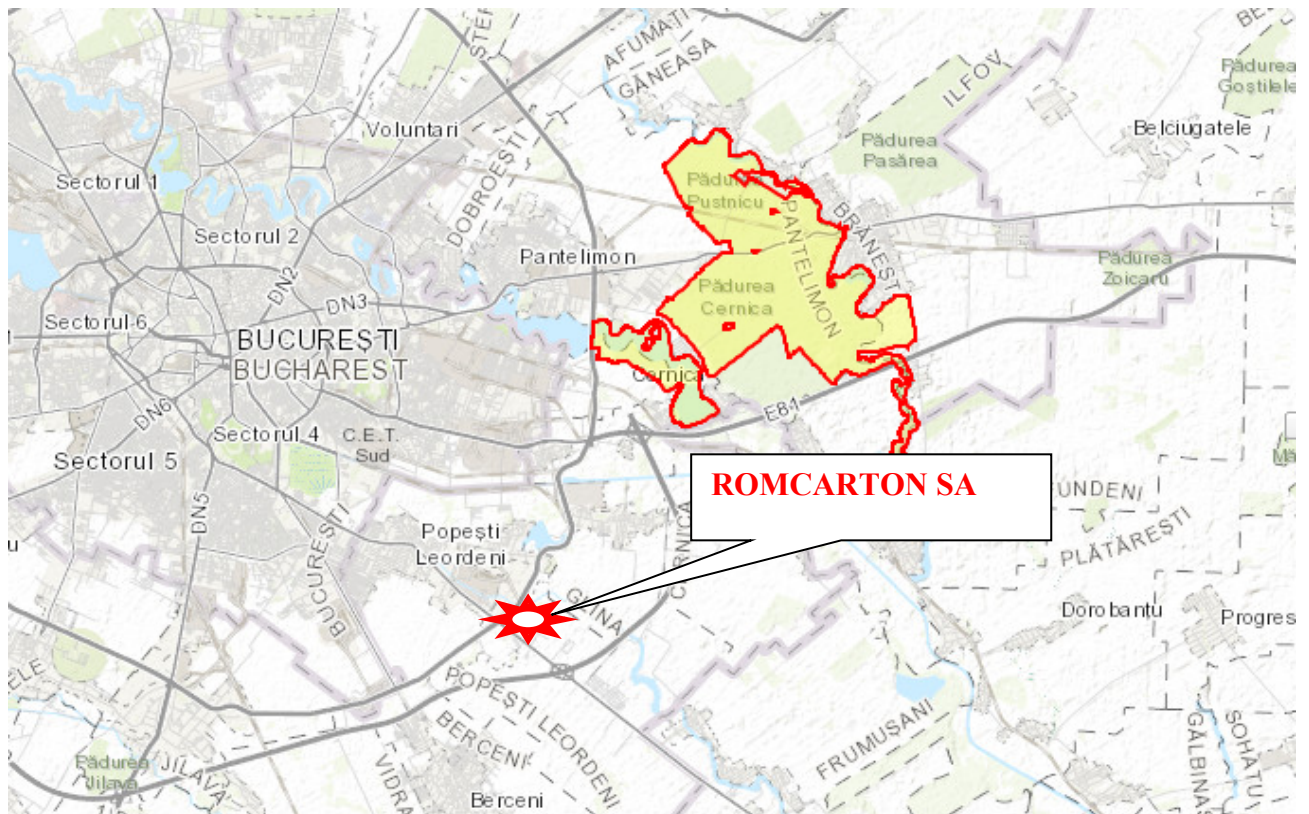 AFUMAȚI
GĂNEASA
ILFOV
Pădurea
Goștilele
Voluntari
Belciugatele
Pădurea
Pasărea
Sectorul 1
DOBROEȘTI
Pădurea
Pustnicu
PANTELIMON
BRĂNEȘTI
Sectorul 2
DN2
Pantelimon
Pădurea
Zoicaru
DN3
Pădurea
Cernica
Sectorul 6
BUCUREȘTI
BUCHAREST
Cernica
DN6
E81
Sectorul 4
C.E.T.
Sud
Sectorul 5
ROMCARTON SA
DN5
BUCUREȘTI
Popești
Leordeni
CERNICA
UNDENI
PLĂTĂREȘTI
GLINA
Dorobanțu
Progres
POPEȘTI LEORDENI
BERCENI
VIDRA
FRUMUȘANI
GĂLBINAȘ
SOHATU
Pădurea
Jilava
JILAVA
Berceni